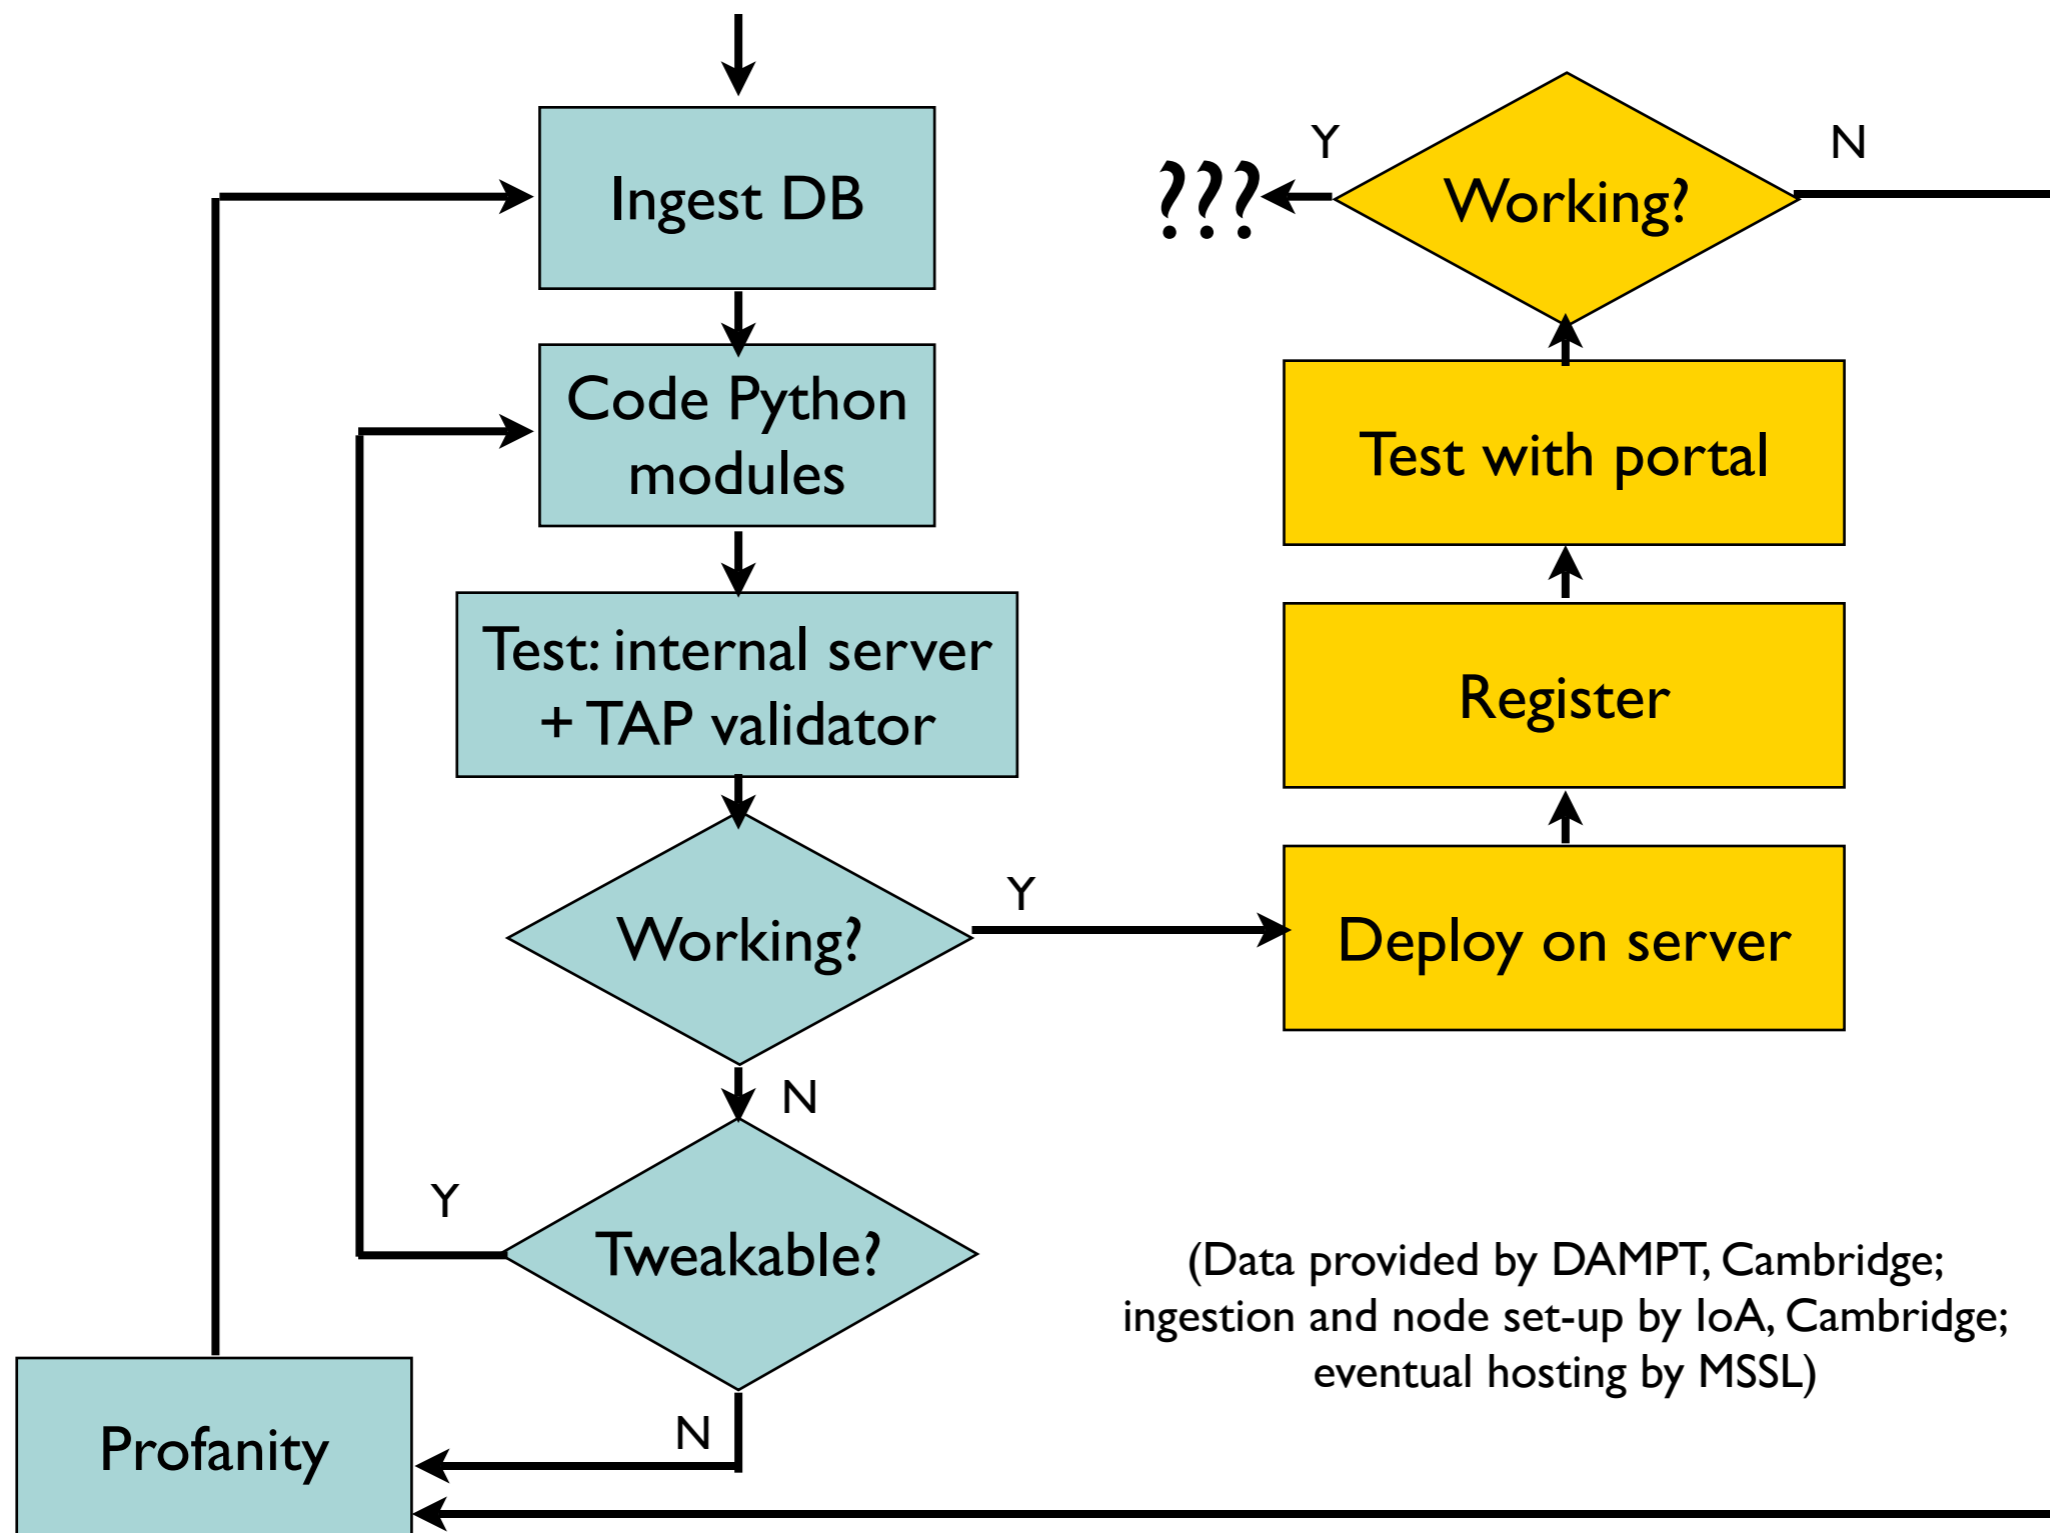 Ingest DB
Code Python
modules
Test: internal server
+ TAP validator
Working?
Y
N
Tweakable?
Y
N
Profanity
Deploy on server
Register
Test with portal
Working?
Y
N
???
(Data provided by DAMPT, Cambridge;
ingestion and node set-up by IoA, Cambridge;
eventual hosting by MSSL)